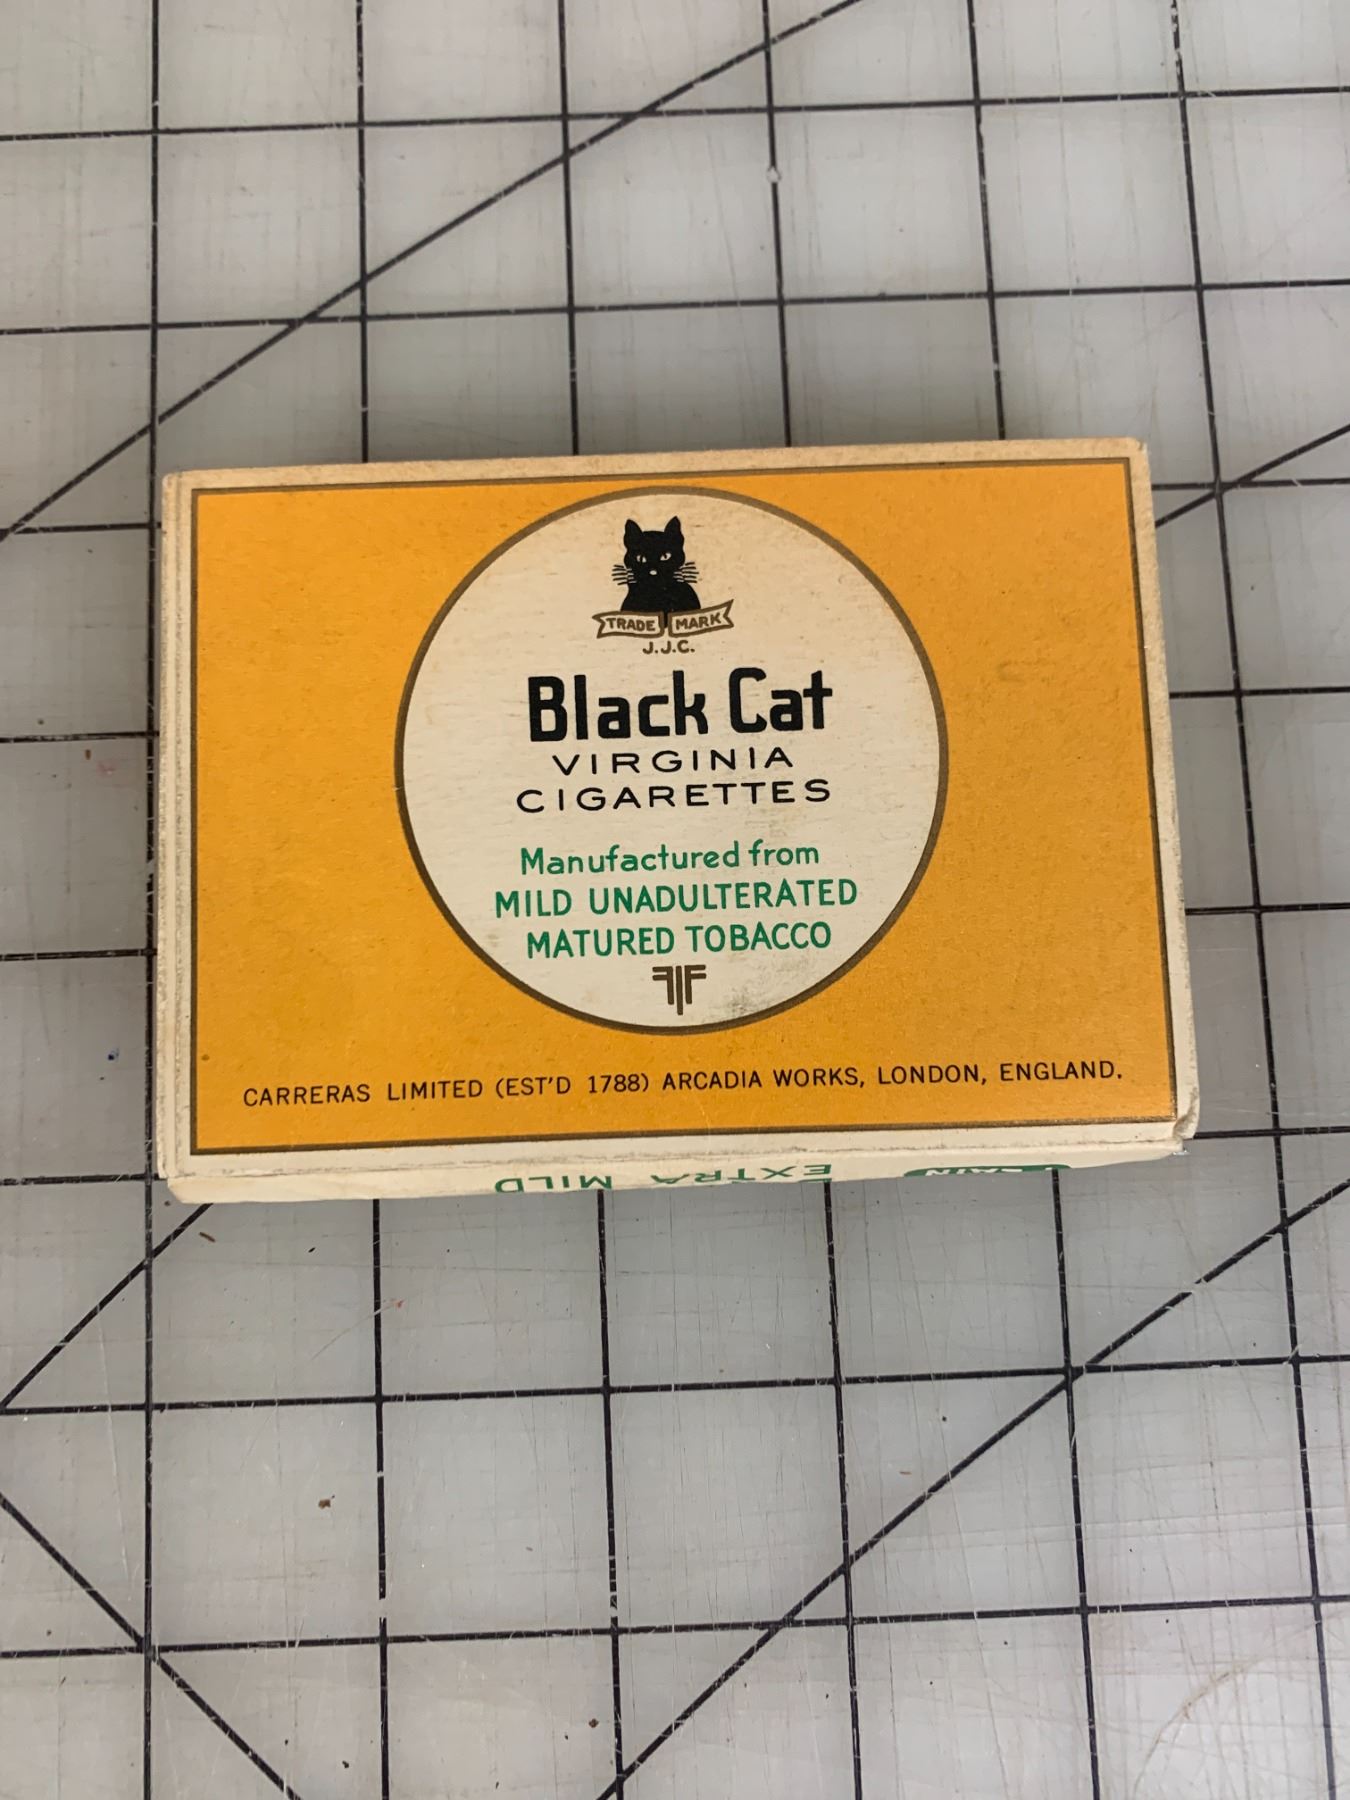 TRADE MARK
J.J.C.
Black Cat
VIRGINIA
CIGARETTES
Manufactured from
MILD UNADULTERATED
MATURED TOBACCO
CARRERAS LIMITED (EST'D 1788) ARCADIA WORKS, LONDON, ENGLAND.
EXTRA MILD